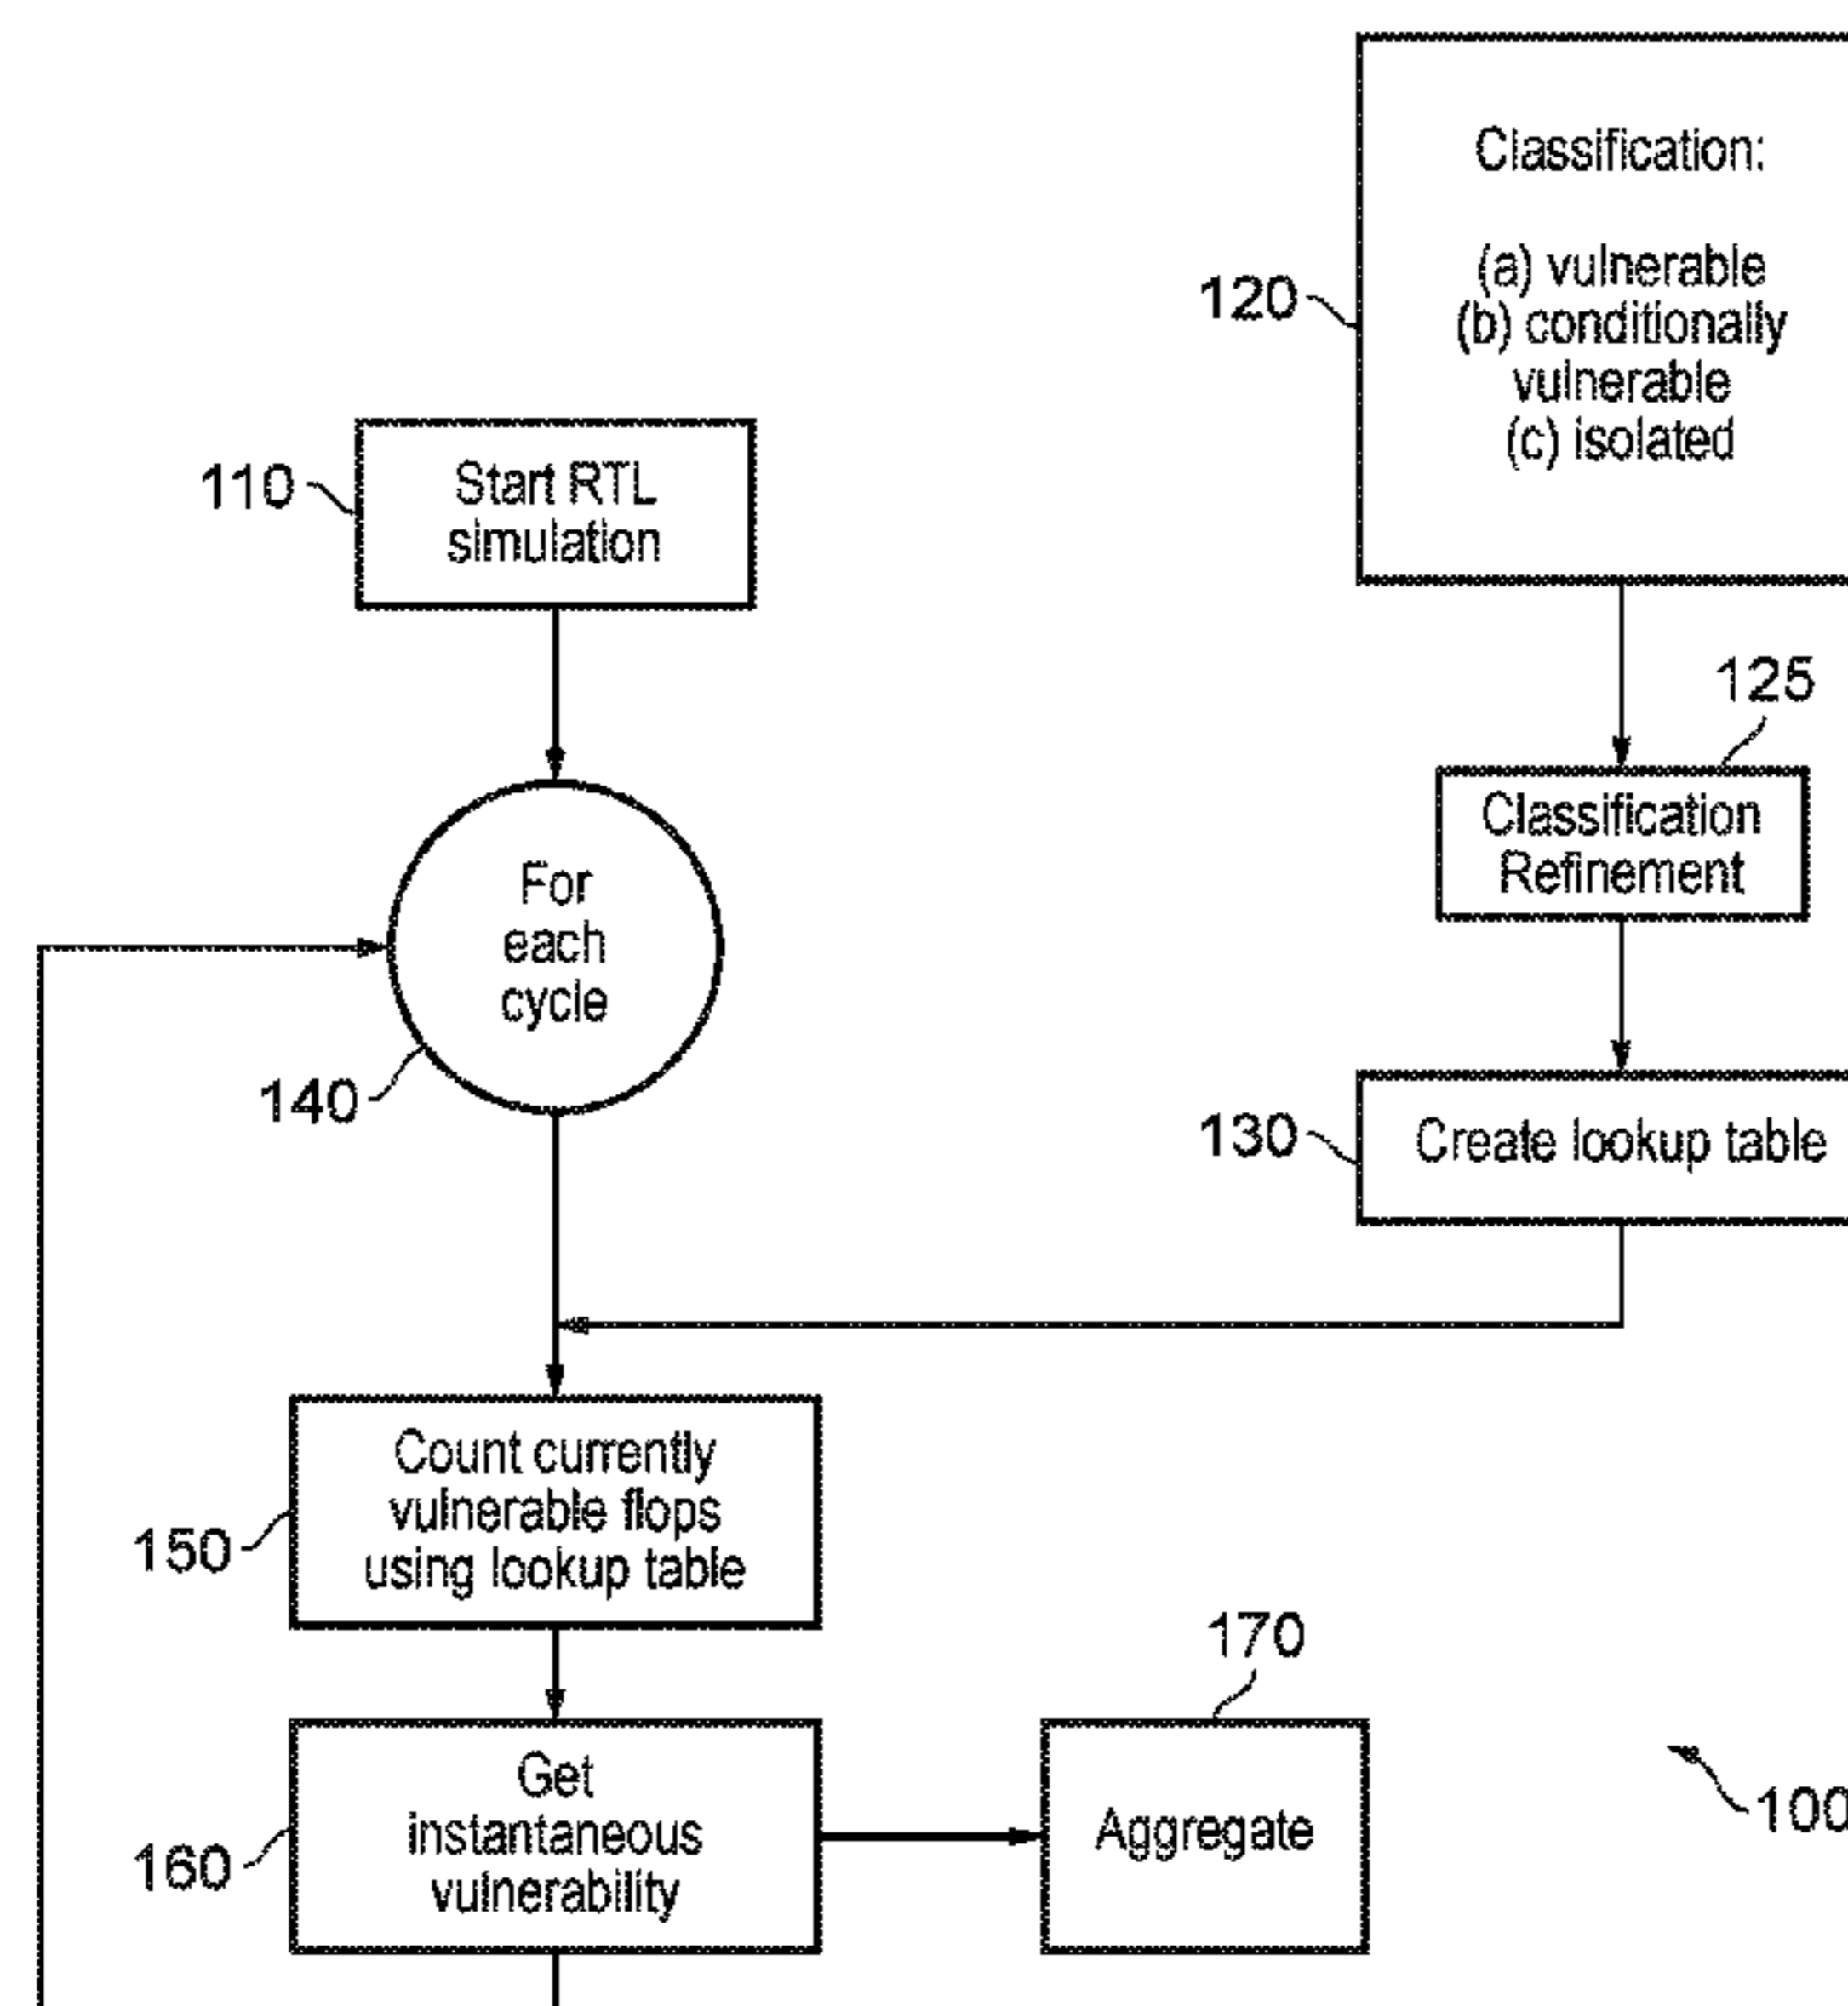 Classification:
(a) vulnerable
(b) conditionally
vulnerable
(c) isolated
120
110
Start RTL
simulation
125
Classification
Refinement
For
each
cycle
140
130
Create lookup table
Count currently
vulnerable flops
using lookup table
150
170
Get
instantaneous
vulnerability
160
Aggregate
100